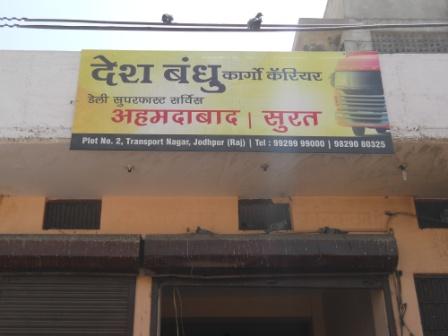 देश बंधु कार्गो कॅरियर
डेली सुपरफास्ट सर्विस
अहमदाबाद | सुरत
Plot No. 2, Transport Nagar, Jodhpur (Raj) | Tel : 99299 99000 | 98290 60325